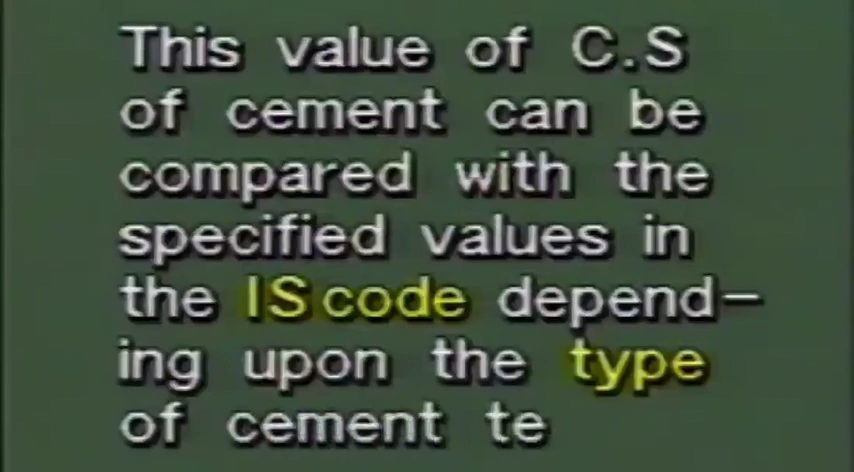 This value of C.S
of cement can be
compared with the
specified values in
the IS code depend-
ing upon the type
of cement te